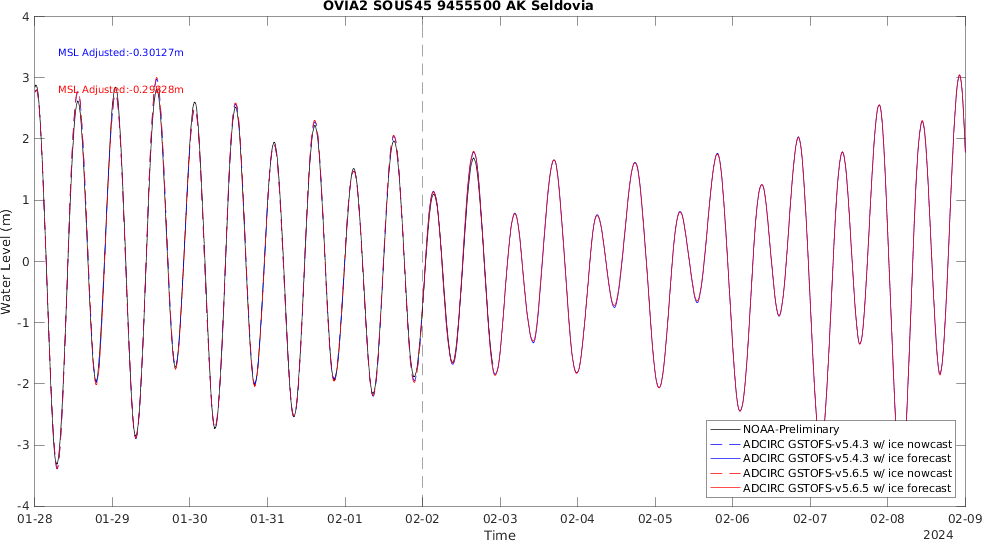 OVIA2 SOUS45 9455500 AK Seldovia
4
MSL Adjusted:-0.30127m
3
MSL Adjusted:-0.29828m
2
1
0
-1
-2
-3
-4
Water Level (m)
NOAA-Preliminary
ADCIRC GSTOFS-v5.4.3 w/ ice nowcast
ADCIRC GSTOFS-v5.4.3 w/ ice forecast
ADCIRC GSTOFS-v5.6.5 w/ ice nowcast
ADCIRC GSTOFS-v5.6.5 w/ ice forecast
01-28 01-29 01-30 01-31 02-01 02-02 02-03 02-04 02-05 02-06 02-07 02-08 02-09
Time
2024